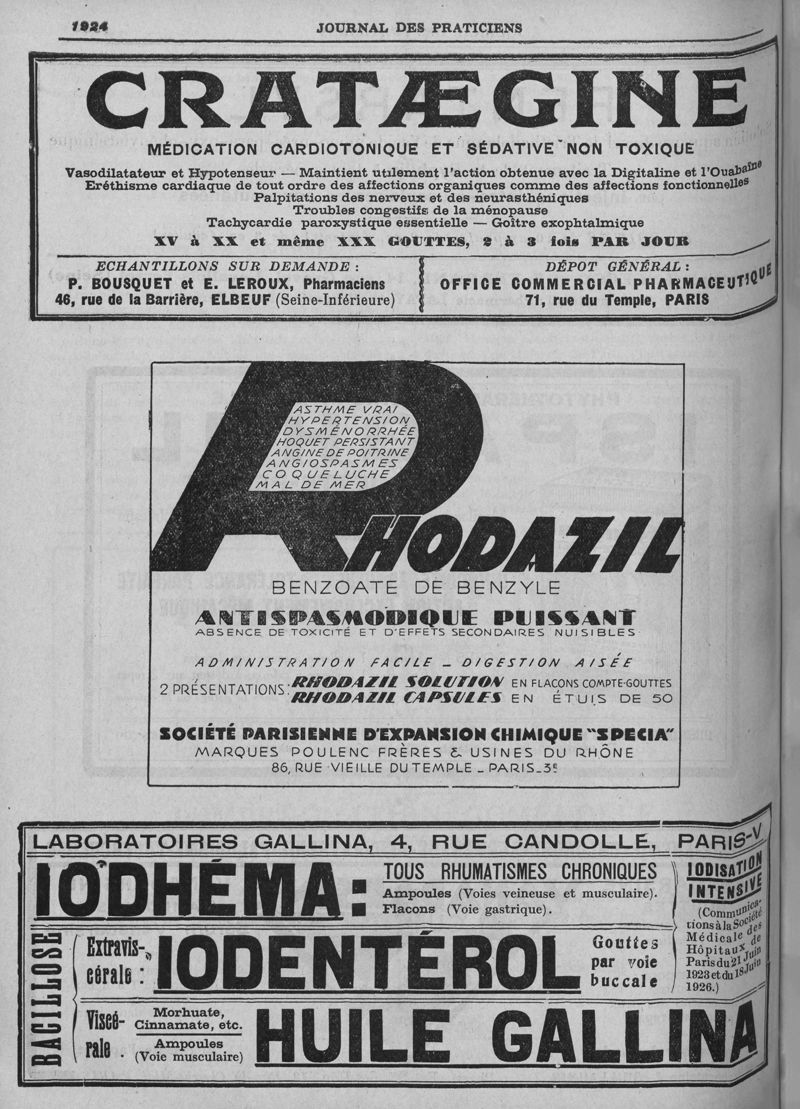 1924
JOURNAL DES PRATICIENS
CRATÆGINE
MÉDICATION CARDIOTONIQUE ET SÉDATIVE NON TOXIQUE
Vasodilatateur et Hypotenseur — Maintient utilement l'action obtenue avec la Digitaline et l'Ouabaïne
Eréthisme cardiaque de tout ordre des affections organiques comme des affections fonctionnelles
Palpitations des nerveux et des neurasthéniques
Troubles congestifs de la ménopause
Tachycardie paroxystique essentielle — Goître exophtalmique
XV à XX et même XXX GOUTTES, 2 à 3 fois PAR JOUR
ECHANTILLONS SUR DEMANDE :
P. BOUSQUET et E. LEROUX, Pharmaciens
46, rue de la Barrière, ELBEUF (Seine-Inférieure)
DÉPOT GÉNÉRAL :
OFFICE COMMERCIAL PHARMACEUTIQUE
71, rue du Temple, PARIS
ASTHME VRAI
HYPERTENSION
DYSMÉNORRHÉE
HOQUET PERSISTANT
ANGINE DE POITRINE
ANGIOSPASMES
COQUELUCHE
MAL DE MER
RHODAZIL
BENZOATE DE BENZYLE
ANTISPASMODIQUE PUISSANT
ABSENCE DE TOXICITÉ ET D'EFFETS SECONDAIRES NUISIBLES
ADMINISTRATION FACILE _ DIGESTION AISÉE
2 PRÉSENTATIONS: RHODAZIL SOLUTION EN FLACONS COMPTE-GOUTTES
RHODAZIL CAPSULES EN ÉTUIS DE 50
SOCIÉTÉ PARISIENNE D'EXPANSION CHIMIQUE "SPECIA"
MARQUES POULENC FRÈRES & USINES DU RHÔNE
86, RUE VIEILLE DU TEMPLE _ PARIS_3e
LABORATOIRES GALLINA, 4, RUE CANDOLLE, PARIS-V
IODHÉMA:
TOUS RHUMATISMES CHRONIQUES
Ampoules (Voies veineuse et musculaire).
Flacons (Voie gastrique).
IODISATION
INTENSIVE
(Communica-
tions à la Société
Médicale des
Hôpitaux de
Paris du 21 Juin
1923 et du 18 Juin
1926.)
BACILLOSE
Extravis-
cérale :
IODENTÉROL
Gouttes
par voie
buccale
Viscé-
rale .
Morhuate,
Cinnamate, etc.
Ampoules
(Voie musculaire)
HUILE GALLINA